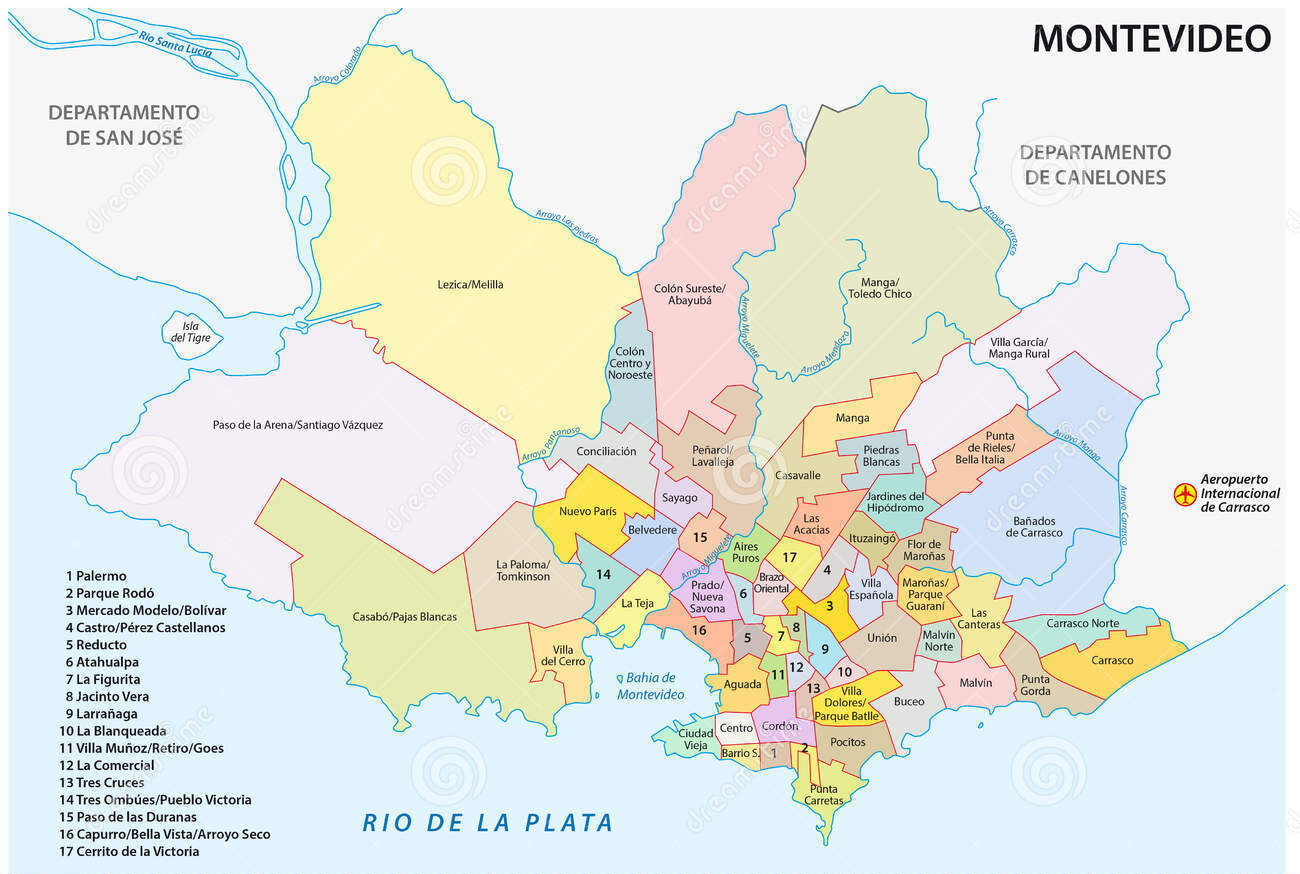 MONTEVIDEO
Rio Santa Lucia
Arroyo Colorado
DEPARTAMENTO
DE SAN JOSÉ
DEPARTAMENTO
DE CANELONES
Arroyo Las Piedras
Arroyo Carrasco
Lezica/Melilla
Colón Sureste/
Abayubá
Manga/
Toledo Chico
Isla
del Tigre
Arroyo Miguelete
Arroyo Mendoza
Villa García/
Manga Rural
Colón
Centro y
Noroeste
Paso de la Arena/Santiago Vázquez
Arroyo Pantanoso
Manga
Conciliación
Peñarol/
Lavalleja
Casavalle
Piedras
Blancas
Punta
de Rieles/
Bella Italia
Arroyo Manga
Arroyo Carrasco
Aeropuerto
Internacional
de Carrasco
Sayago
Jardines del
Hipódromo
Nuevo París
Belvedere
15
Las
Acacias
Bañados
de Carrasco
Ituzaingó
Flor de
Maroñas
Aires
Puros
17
Arroyo Miguelete
La Paloma/
Tomkinson
14
4
Brazo
Oriental
Prado/
Nueva
Savona
6
Villa
Española
Maroñas/
Parque
Guaraní
La Teja
3
Las
Canteras
Casabó/Pajas Blancas
16
5
7
8
9
Unión
Malvín
Norte
Carrasco Norte
Carrasco
Villa
del Cerro
Bahia de
Montevideo
Aguada
11
12
10
13
Malvín
Punta
Gorda
Villa
Dolores/
Parque Batlle
Buceo
Ciudad
Vieja
Centro
Cordón
Pocitos
Barrio S.
1
2
Punta
Carretas
RIO DE LA PLATA
1 Palermo
2 Parque Rodó
3 Mercado Modelo/Bolívar
4 Castro/Pérez Castellanos
5 Reducto
6 Atahualpa
7 La Figurita
8 Jacinto Vera
9 Larrañaga
10 La Blanqueada
11 Villa Muñoz/Retiro/Goes
12 La Comercial
13 Tres Cruces
14 Tres Ombúes/Pueblo Victoria
15 Paso de las Duranas
16 Capurro/Bella Vista/Arroyo Seco
17 Cerrito de la Victoria
dreamstime